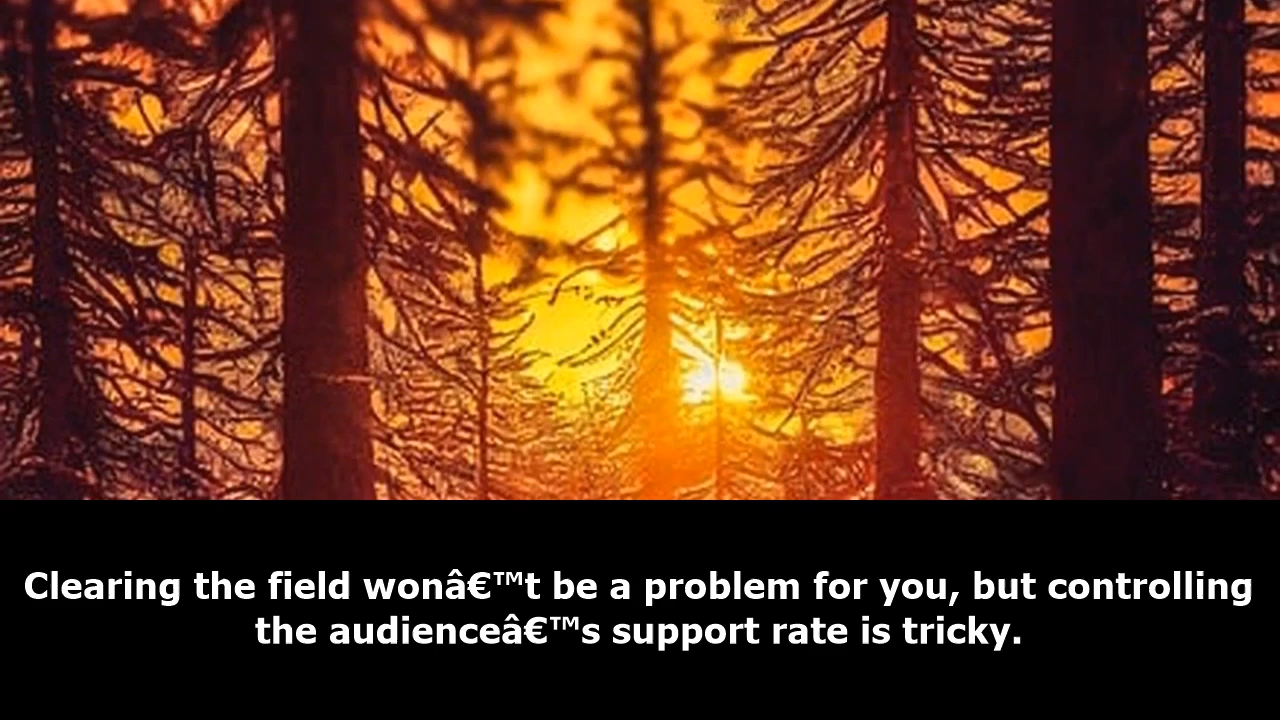 Clearing the field wonâ€™t be a problem for you, but controlling
the audienceâ€™s support rate is tricky.